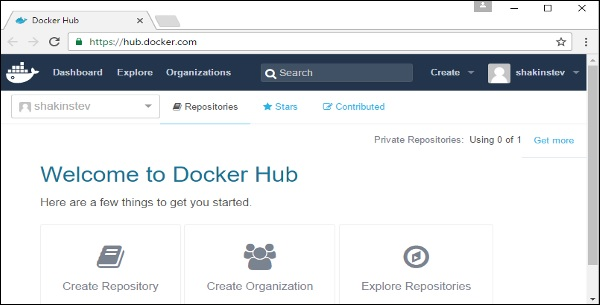 Docker Hub
https://hub.docker.com
Dashboard Explore Organizations Search Create shakinstev
shakinstev Repositories Stars Contributed
Private Repositories: Using 0 of 1 Get more
Welcome to Docker Hub
Here are a few things to get you started.
Create Repository Create Organization Explore Repositories